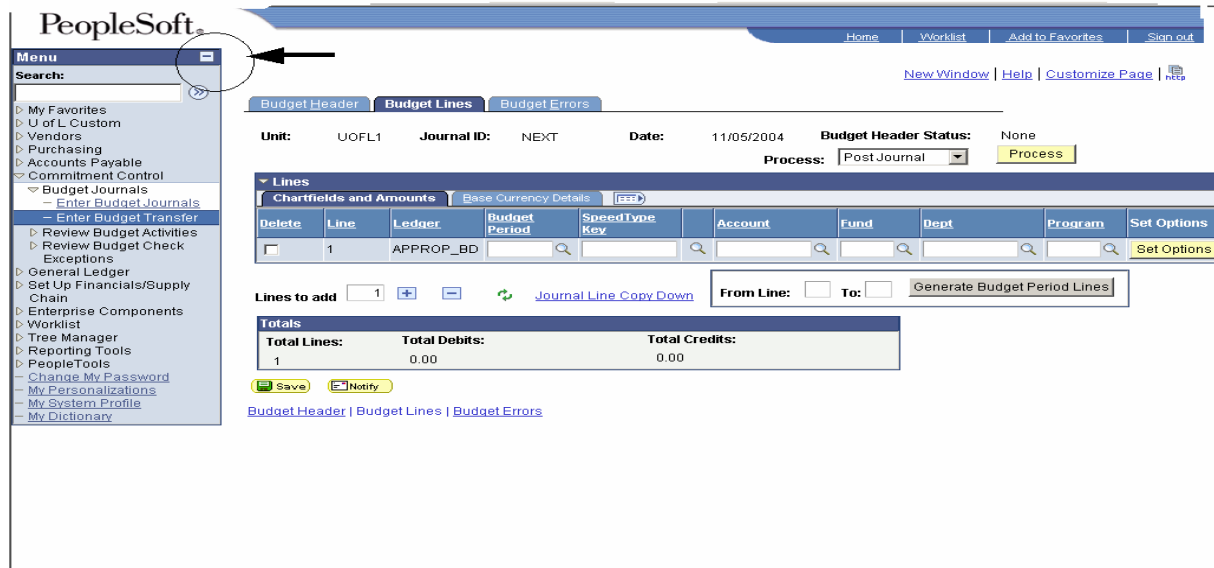 PeopleSoft®
Home | Worklist | Add to Favorites | Sign out
Menu
Search:
My Favorites
U of L Custom
Vendors
Purchasing
Accounts Payable
Commitment Control
Budget Journals
Enter Budget Journals
Enter Budget Transfer
Review Budget Activities
Review Budget Check
Exceptions
General Ledger
Set Up Financials/Supply
Chain
Enterprise Components
Worklist
Tree Manager
Reporting Tools
PeopleTools
Change My Password
My Personalizations
My System Profile
My Dictionary
New Window | Help | Customize Page | http
Budget Header Budget Lines Budget Errors
Unit: UOFL1 Journal ID: NEXT Date: 11/05/2004 Budget Header Status: None
Process: Post Journal Process
Lines
Chartfields and Amounts Base Currency Details
Delete Line Ledger Budget Period SpeedType Key Account Fund Dept Program Set Options
1 APPROP_BD Set Options
Lines to add 1 Journal Line Copy Down From Line: To: Generate Budget Period Lines
Totals
Total Lines: Total Debits: Total Credits:
1 0.00 0.00
Save Notify
Budget Header | Budget Lines | Budget Errors